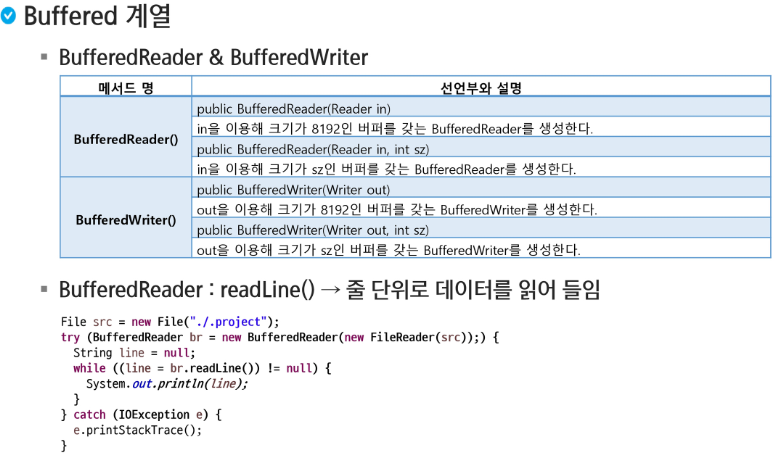 Buffered 계열
BufferedReader & BufferedWriter
메서드 명 선언부와 설명
BufferedReader()
public BufferedReader(Reader in)
in을 이용해 크기가 8192인 버퍼를 갖는 BufferedReader를 생성한다.
public BufferedReader(Reader in, int sz)
in을 이용해 크기가 sz인 버퍼를 갖는 BufferedReader를 생성한다.
BufferedWriter()
public BufferedWriter(Writer out)
out을 이용해 크기가 8192인 버퍼를 갖는 BufferedWriter를 생성한다.
public BufferedWriter(Writer out, int sz)
out을 이용해 크기가 sz인 버퍼를 갖는 BufferedWriter를 생성한다.
BufferedReader : readLine() → 줄 단위로 데이터를 읽어 들임
File src = new File("./.project");
try (BufferedReader br = new BufferedReader(new FileReader(src));) {
String line = null;
while ((line = br.readLine()) != null) {
System.out.println(line);
}
} catch (IOException e) {
e.printStackTrace();
}